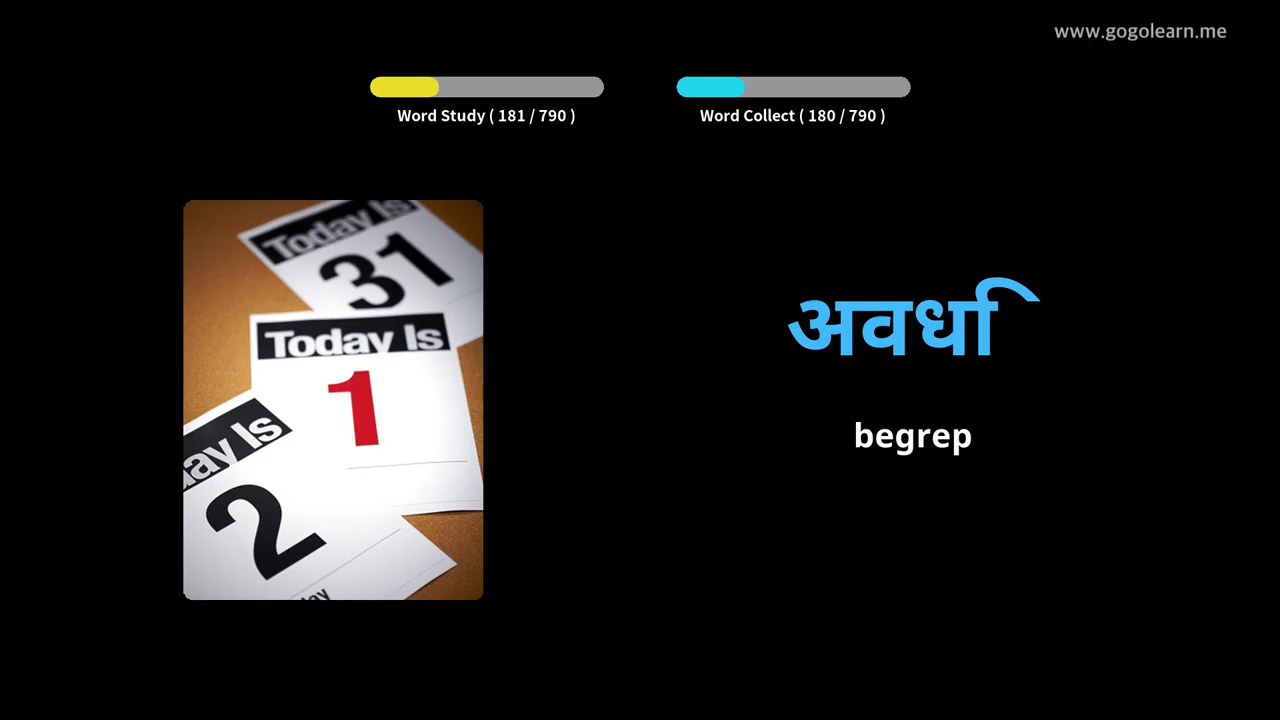 www.gogolearn.me
Word Study ( 181 / 790 )
Word Collect ( 180 / 790 )
Today Is
31
Today Is
1
ay Is
2
ay
अवधि
begrep